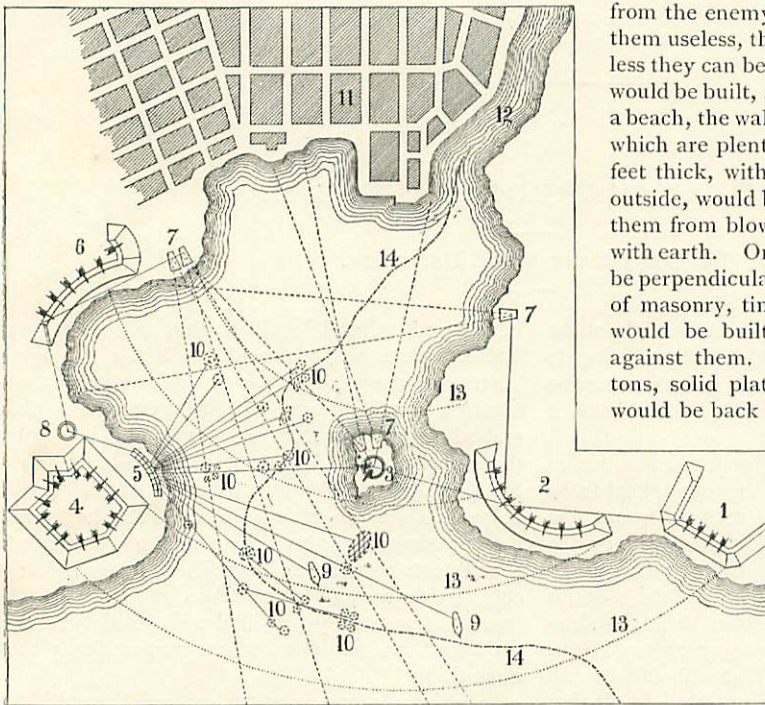 from the enemy
them useless, th
less they can be
would be built,
a beach, the wal
which are plent
feet thick, with
outside, would b
them from blow
with earth. Or
be perpendicula
of masonry, tim
would be built
against them.
tons, solid plat
would be back
11
12
6
7
14
7
10
10
13
7
8
5
10
10
3
2
4
1
10
10
9
13
10
9
13
10
14